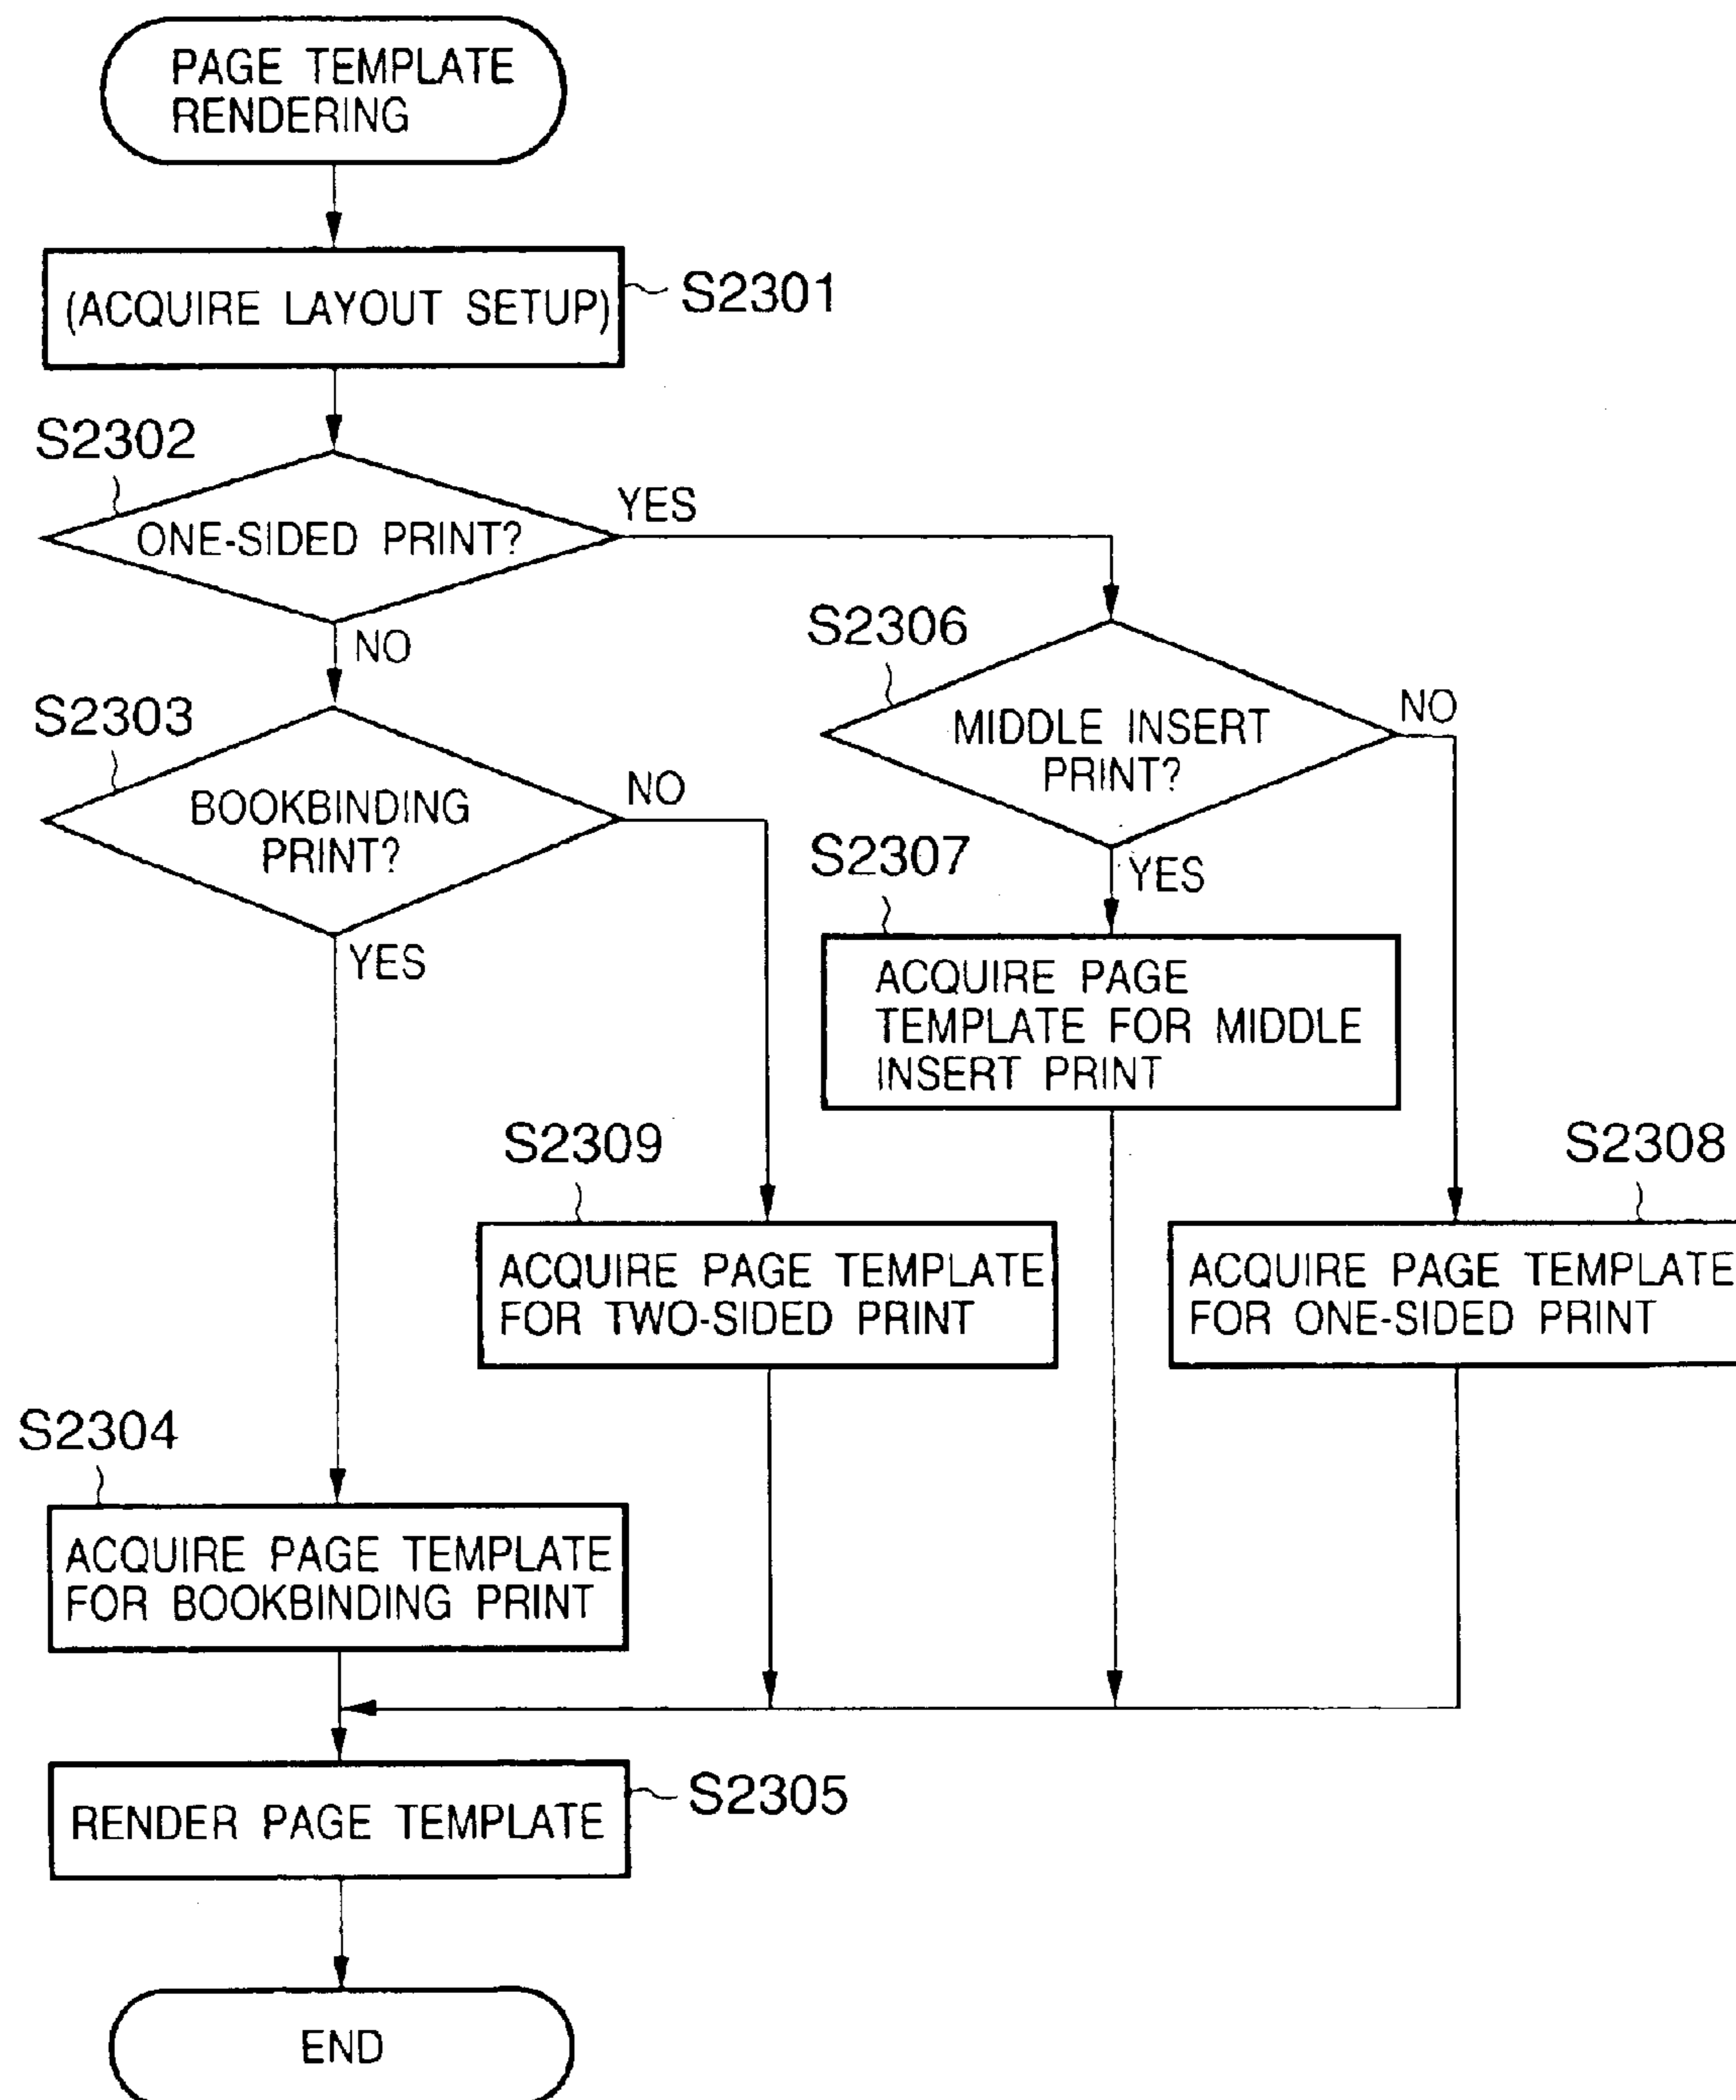 PAGE TEMPLATE
RENDERING
(ACQUIRE LAYOUT SETUP)
S2301
S2302
ONE-SIDED PRINT?
YES
NO
S2306
MIDDLE INSERT
PRINT?
NO
YES
S2303
BOOKBINDING
PRINT?
NO
YES
S2307
ACQUIRE PAGE
TEMPLATE FOR MIDDLE
INSERT PRINT
S2309
ACQUIRE PAGE TEMPLATE
FOR TWO-SIDED PRINT
S2308
ACQUIRE PAGE TEMPLATE
FOR ONE-SIDED PRINT
S2304
ACQUIRE PAGE TEMPLATE
FOR BOOKBINDING PRINT
RENDER PAGE TEMPLATE
S2305
END